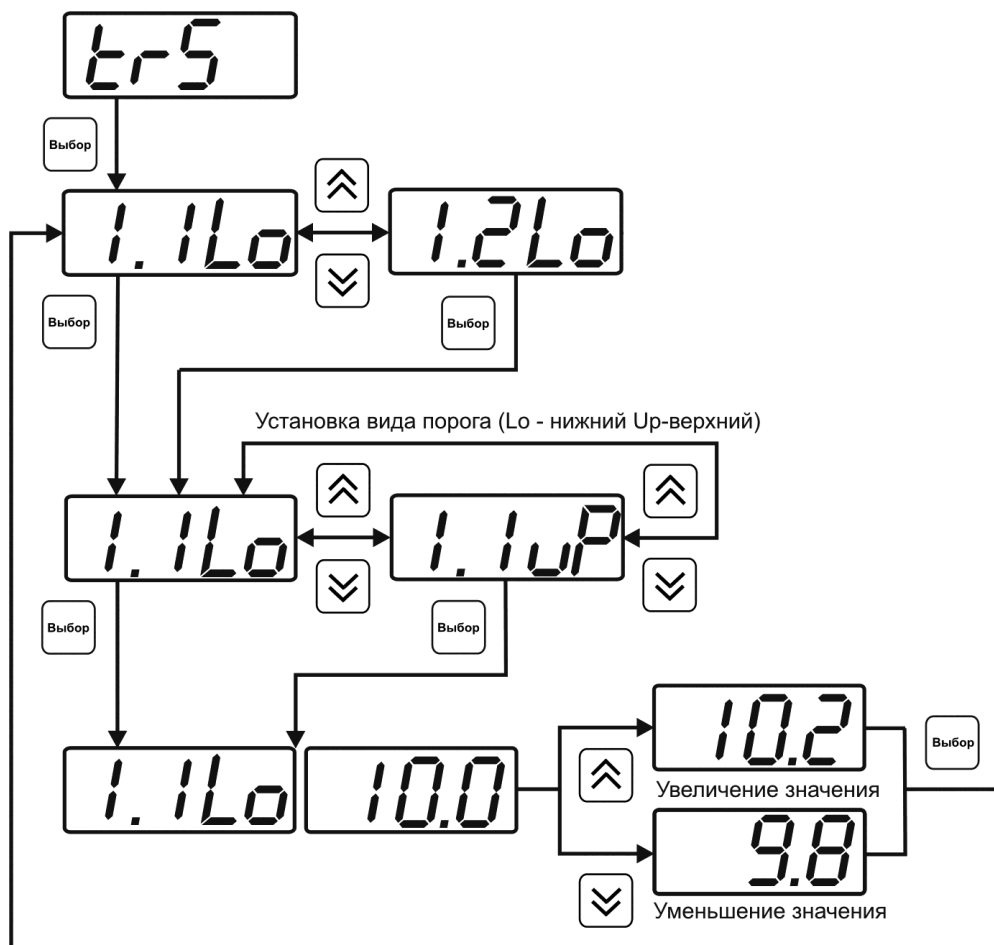 trS
Выбор
1.1Lo
1.2Lo
Выбор
Выбор
Установка вида порога (Lo - нижний Up-верхний)
1.1Lo
1.1uP
Выбор
Выбор
1.1Lo
10.0
10.2
Выбор
Увеличение значения
9.8
Уменьшение значения